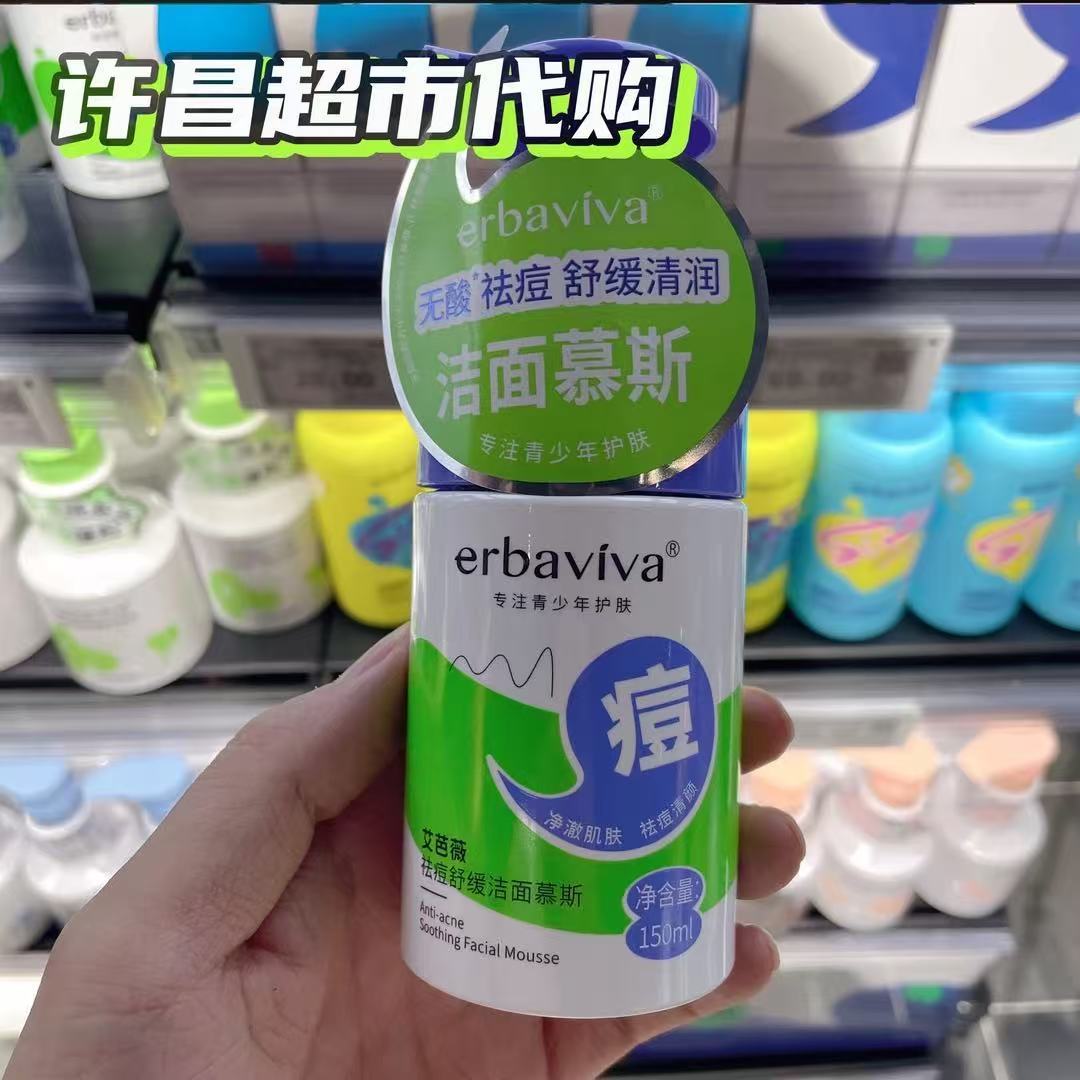 许昌超市代购
erbaviva®
无酸*祛痘 舒缓清润
洁面慕斯
专注青少年护肤
erbaviva®
专注青少年护肤
痘
净澈肌肤 祛痘清颜
艾芭薇
祛痘舒缓洁面慕斯
Anti-acne
Soothing Facial Mousse
净含量:
150ml